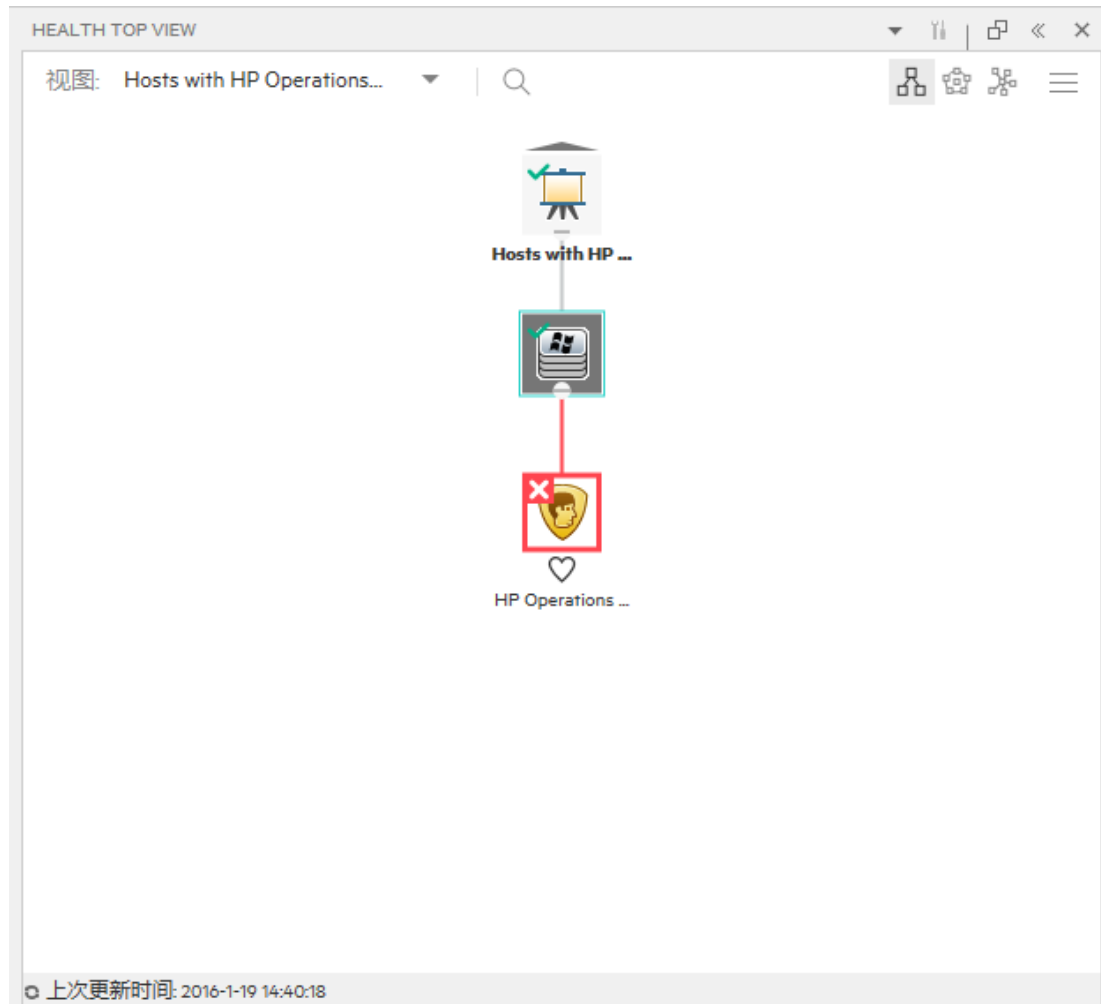 HEALTH TOP VIEW
视图: Hosts with HP Operations...
Hosts with HP ...
HP Operations ...
上次更新时间: 2016-1-19 14:40:18